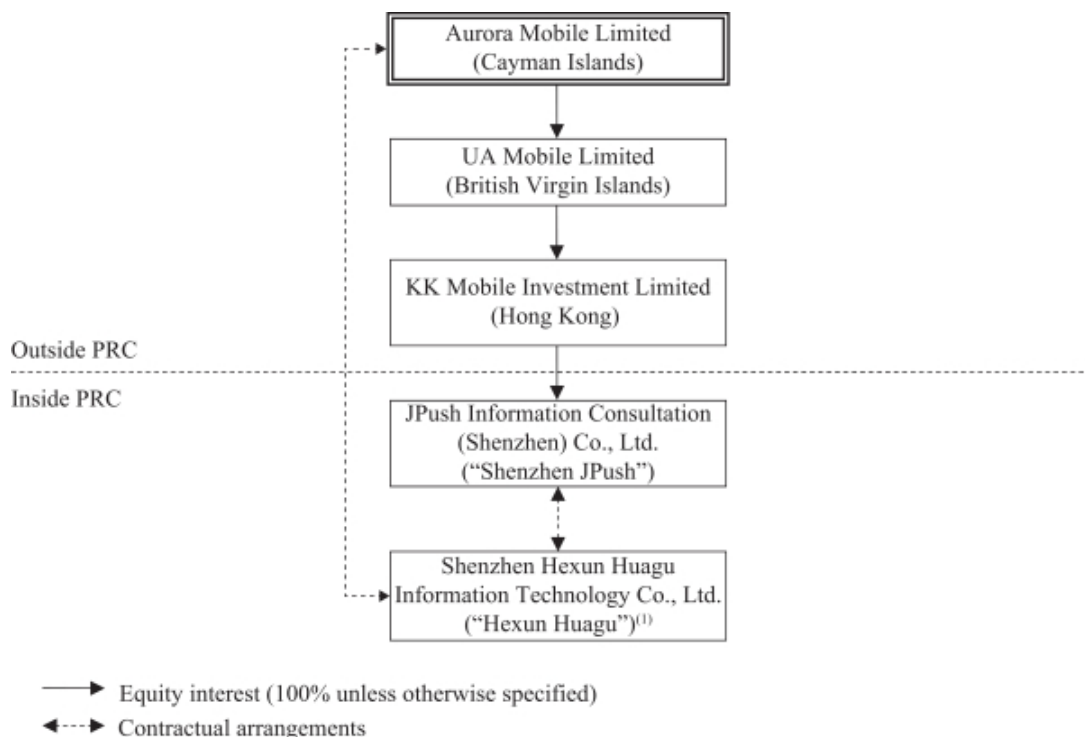 Aurora Mobile Limited
(Cayman Islands)
UA Mobile Limited
(British Virgin Islands)
KK Mobile Investment Limited
(Hong Kong)
Outside PRC
Inside PRC
JPush Information Consultation
(Shenzhen) Co., Ltd.
(“Shenzhen JPush”)
Shenzhen Hexun Huagu
Information Technology Co., Ltd.
(“Hexun Huagu”)(1)
Equity interest (100% unless otherwise specified)
Contractual arrangements